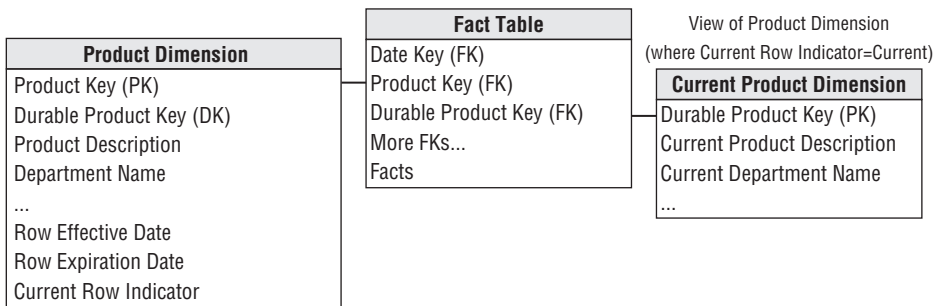 Product Dimension
Product Key (PK)
Durable Product Key (DK)
Product Description
Department Name
...
Row Effective Date
Row Expiration Date
Current Row Indicator
Fact Table
Date Key (FK)
Product Key (FK)
Durable Product Key (FK)
More FKs...
Facts
View of Product Dimension
(where Current Row Indicator=Current)
Current Product Dimension
Durable Product Key (PK)
Current Product Description
Current Department Name
...